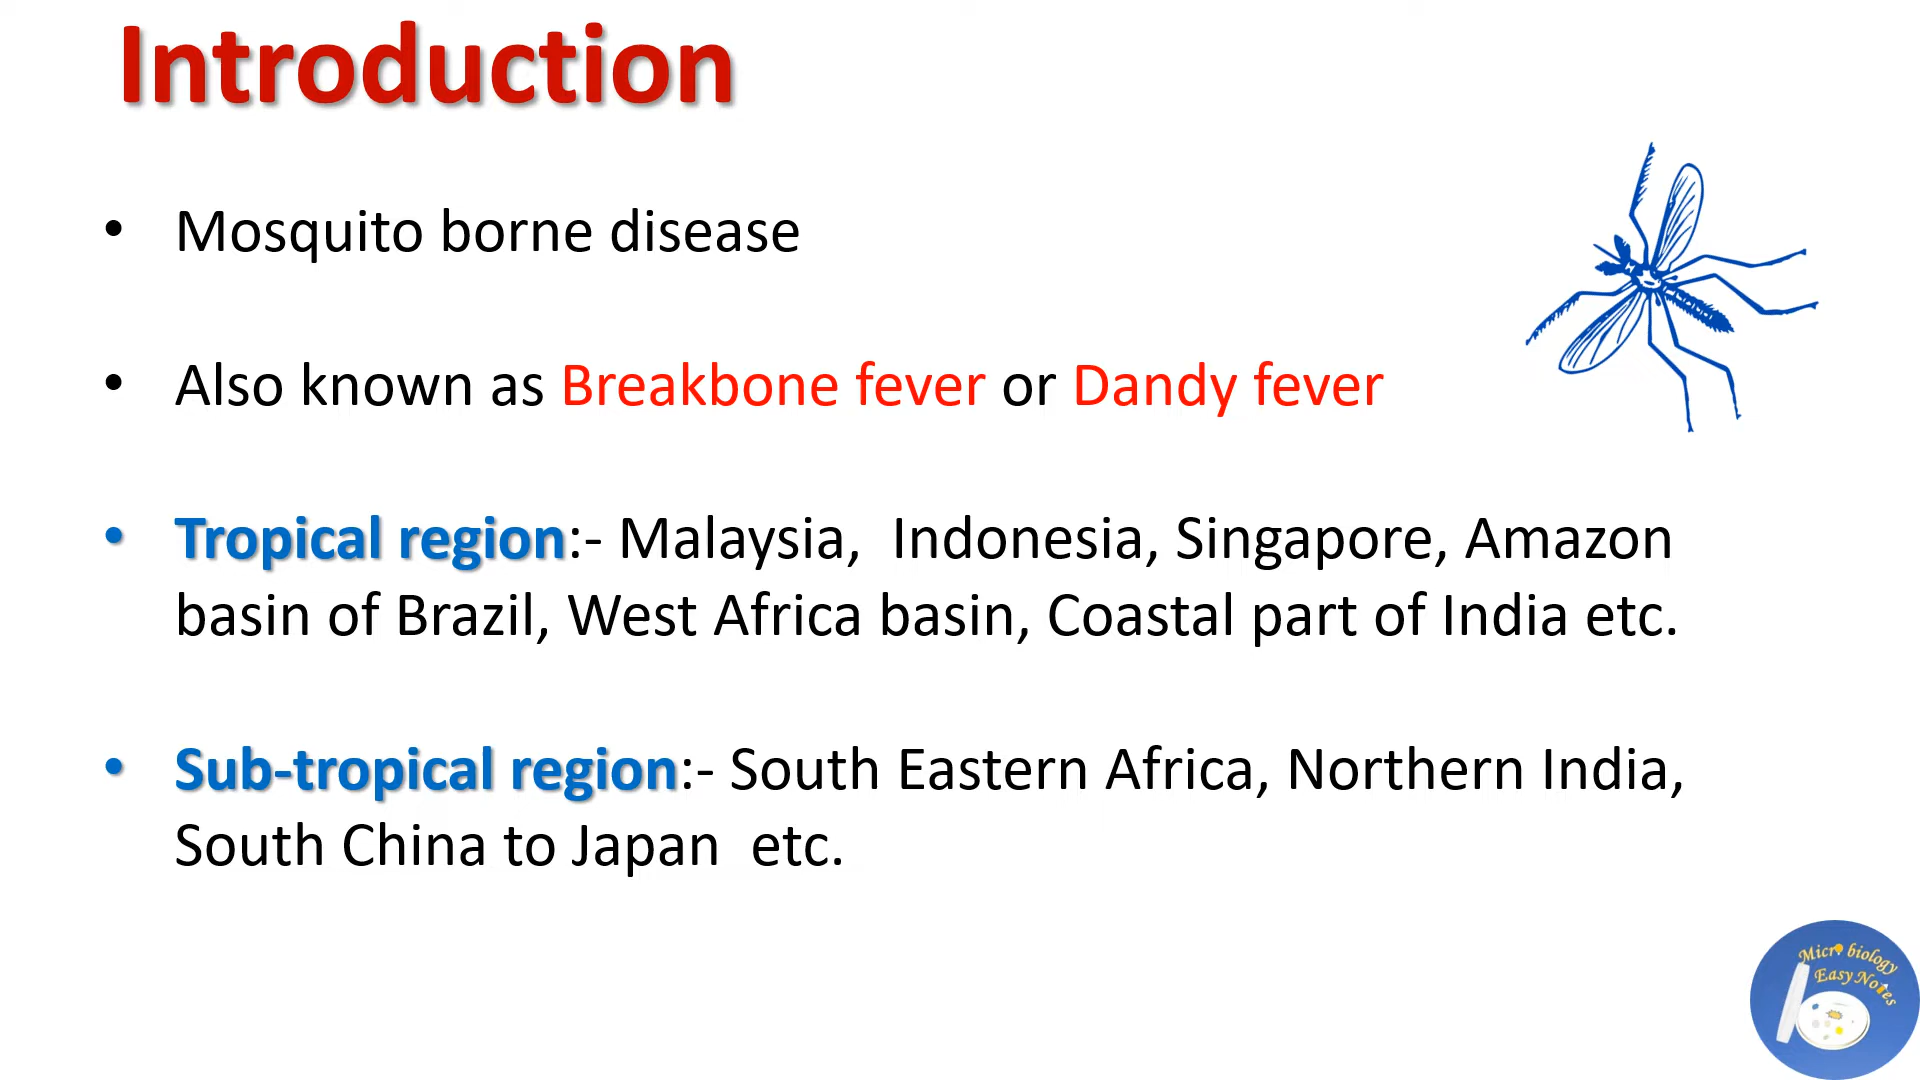 Introduction
• Mosquito borne disease
• Also known as Breakbone fever or Dandy fever
• Tropical region:- Malaysia,  Indonesia, Singapore, Amazon
basin of Brazil, West Africa basin, Coastal part of India etc.
• Sub-tropical region:- South Eastern Africa, Northern India,
South China to Japan  etc.
Micro biology
Easy Notes